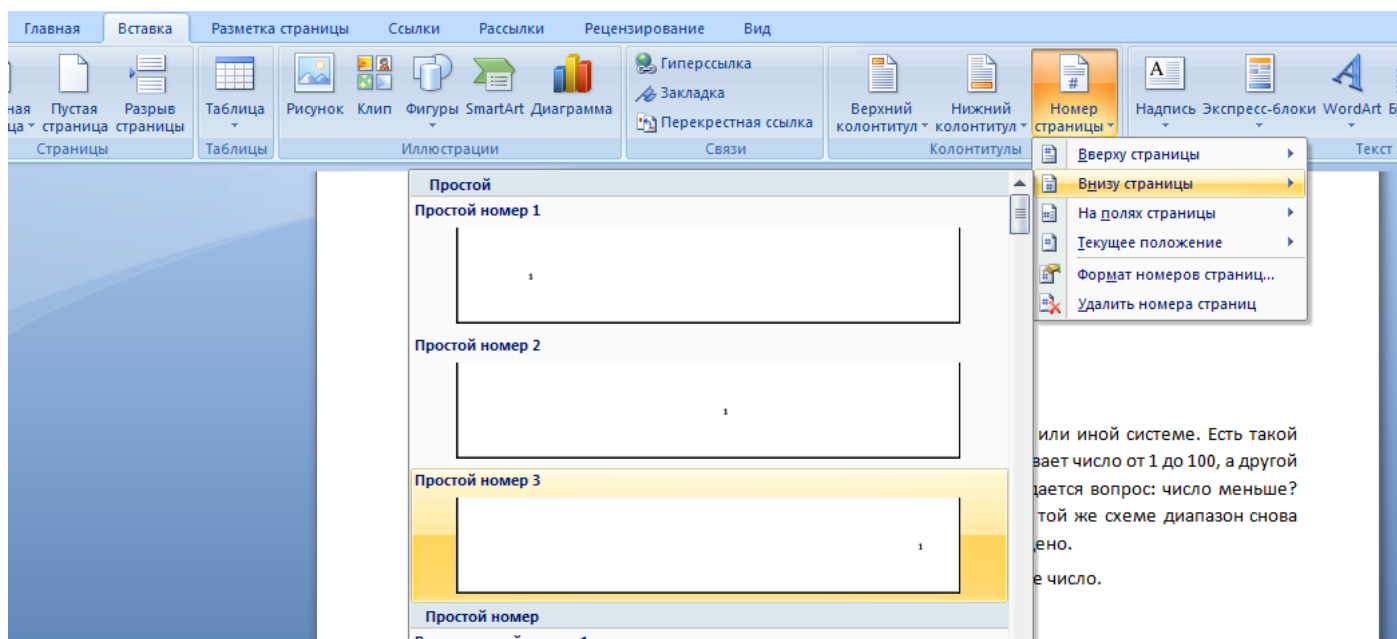 Главная Вставка Разметка страницы Ссылки Рассылки Рецензирование Вид
Пустая страница
Разрыв страницы
Страницы
Таблица
Таблицы
Рисунок Клип Фигуры SmartArt Диаграмма
Иллюстрации
Гиперссылка
Закладка
Перекрестная ссылка
Связи
Верхний колонтитул
Нижний колонтитул
Номер страницы
Колонтитулы
Надпись Экспресс-блоки WordArt
Текст
Вверху страницы
Внизу страницы
На полях страницы
Текущее положение
Формат номеров страниц...
Удалить номера страниц
Простой
Простой номер 1
1
Простой номер 2
1
Простой номер 3
1
Простой номер
или иной системе. Есть такой
вает число от 1 до 100, а другой
дается вопрос: число меньше?
той же схеме диапазон снова
ено.
е число.